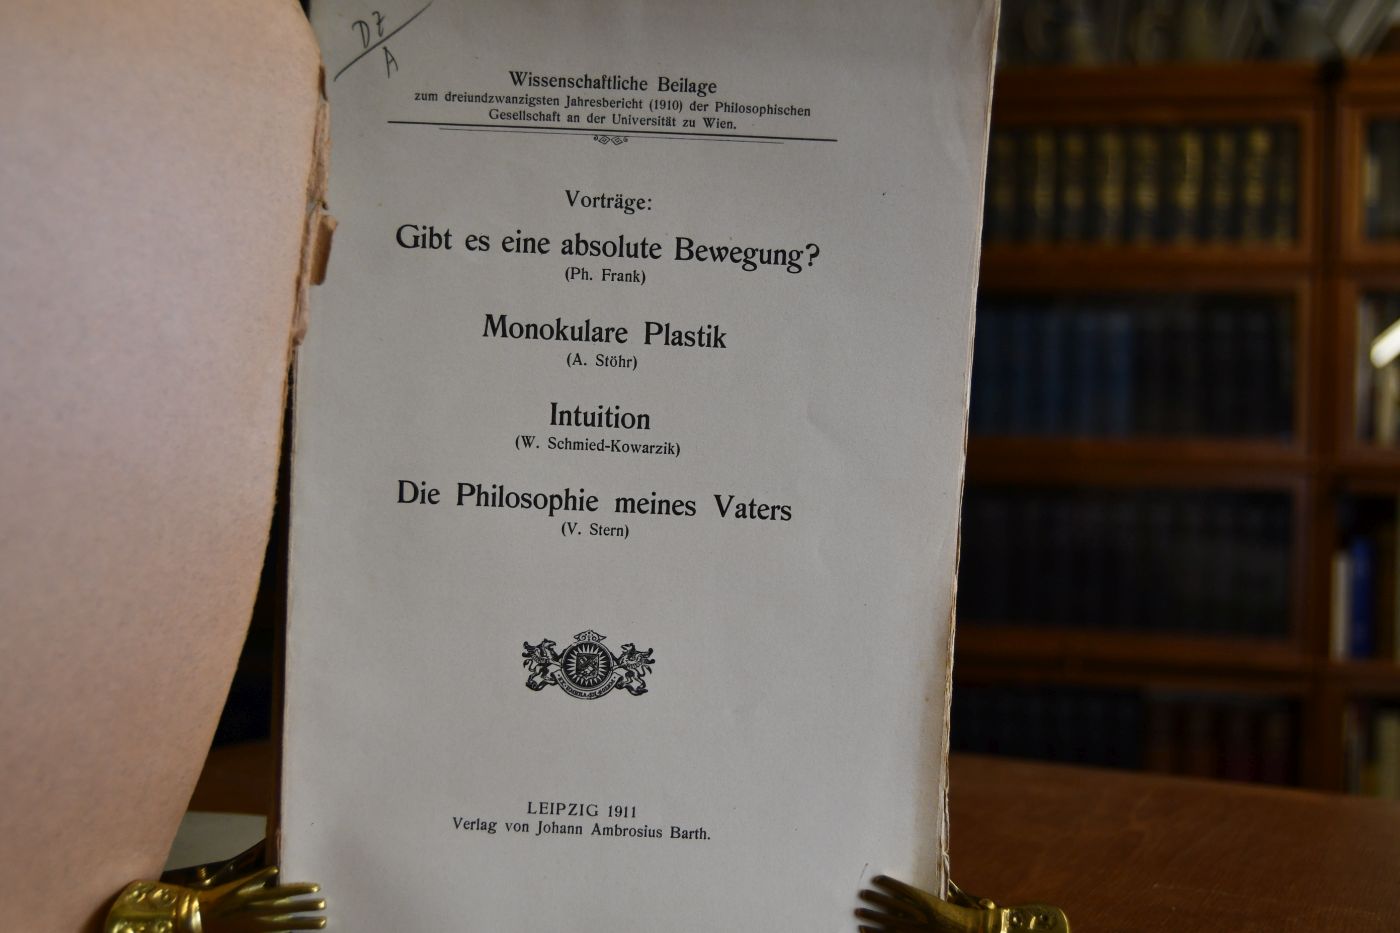 DZ
A
Wissenschaftliche Beilage
zum dreiundzwanzigsten Jahresbericht (1910) der Philosophischen
Gesellschaft an der Universität zu Wien.
Vorträge:
Gibt es eine absolute Bewegung?
(Ph. Frank)
Monokulare Plastik
(A. Stöhr)
Intuition
(W. Schmied-Kowarzik)
Die Philosophie meines Vaters
(V. Stern)
LEIPZIG 1911
Verlag von Johann Ambrosius Barth.